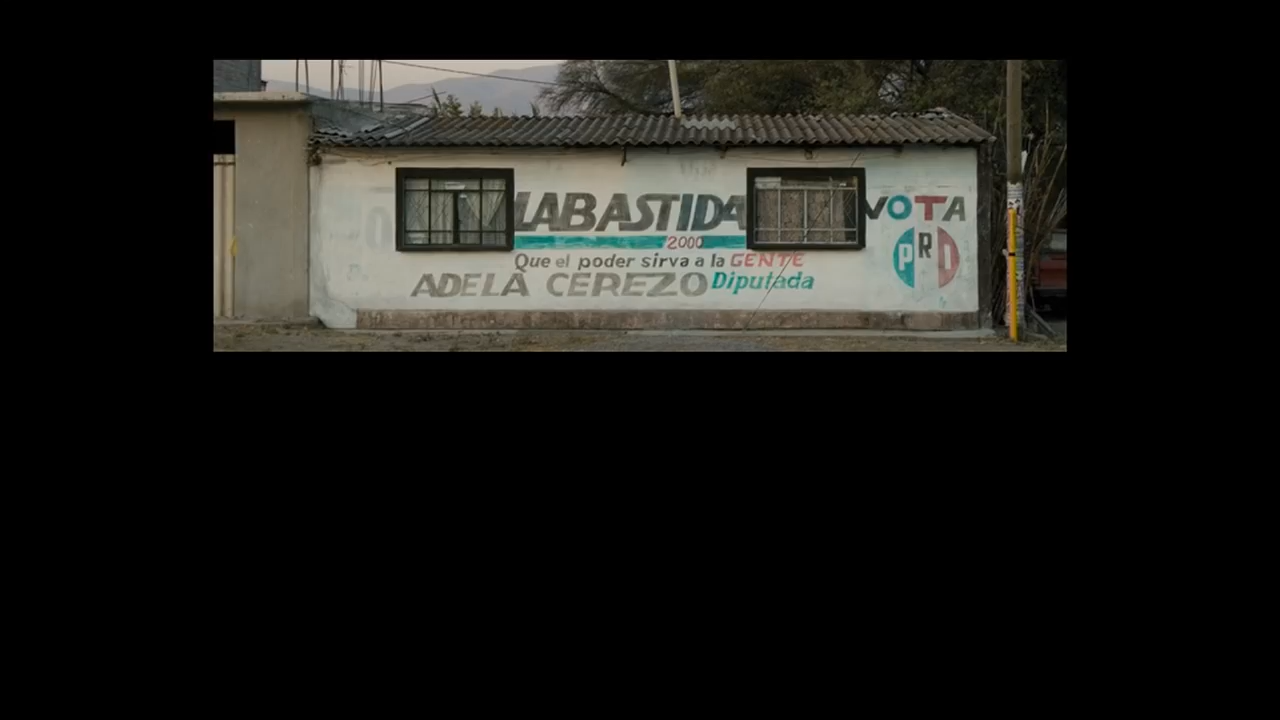 LABASTIDA
2000
Que el poder sirva a la GENTE
ADELA CEREZO Diputada
VOTA
PRI